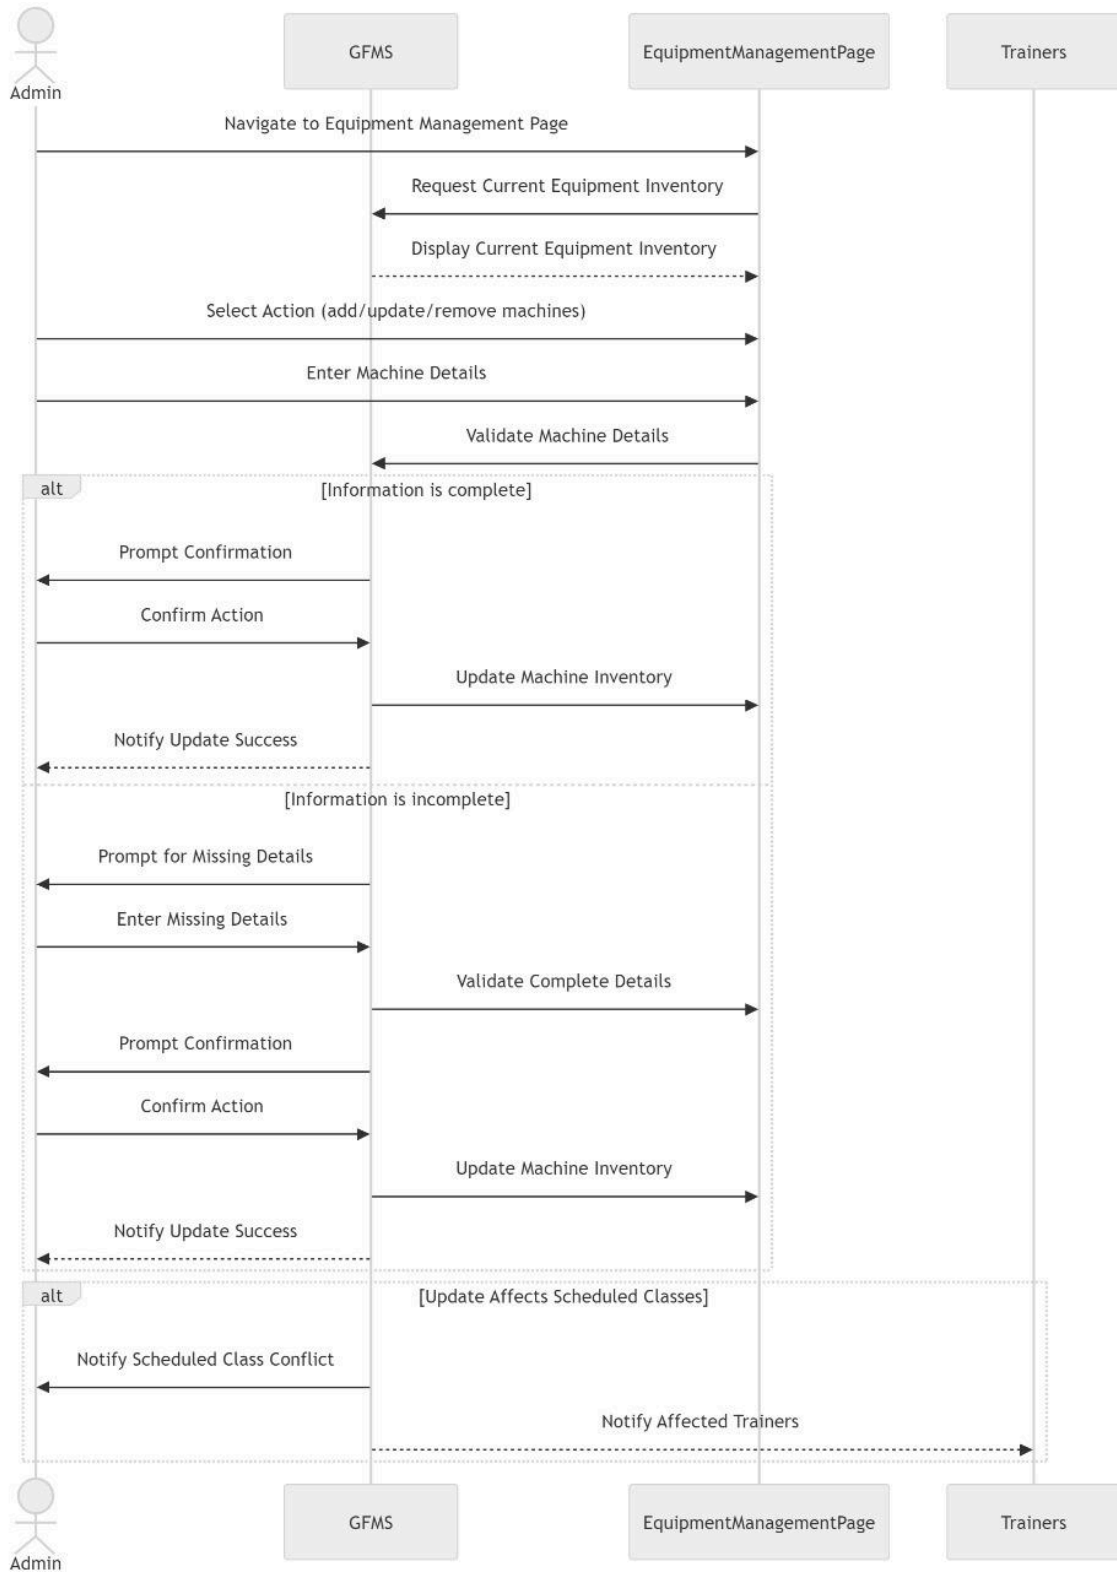 GFMS
EquipmentManagementPage
Trainers
Admin
Navigate to Equipment Management Page
Request Current Equipment Inventory
Display Current Equipment Inventory
Select Action (add/update/remove machines)
Enter Machine Details
Validate Machine Details
alt
[Information is complete]
Prompt Confirmation
Confirm Action
Update Machine Inventory
Notify Update Success
[Information is incomplete]
Prompt for Missing Details
Enter Missing Details
Validate Complete Details
Prompt Confirmation
Confirm Action
Update Machine Inventory
Notify Update Success
alt
[Update Affects Scheduled Classes]
Notify Scheduled Class Conflict
Notify Affected Trainers
GFMS
EquipmentManagementPage
Trainers
Admin